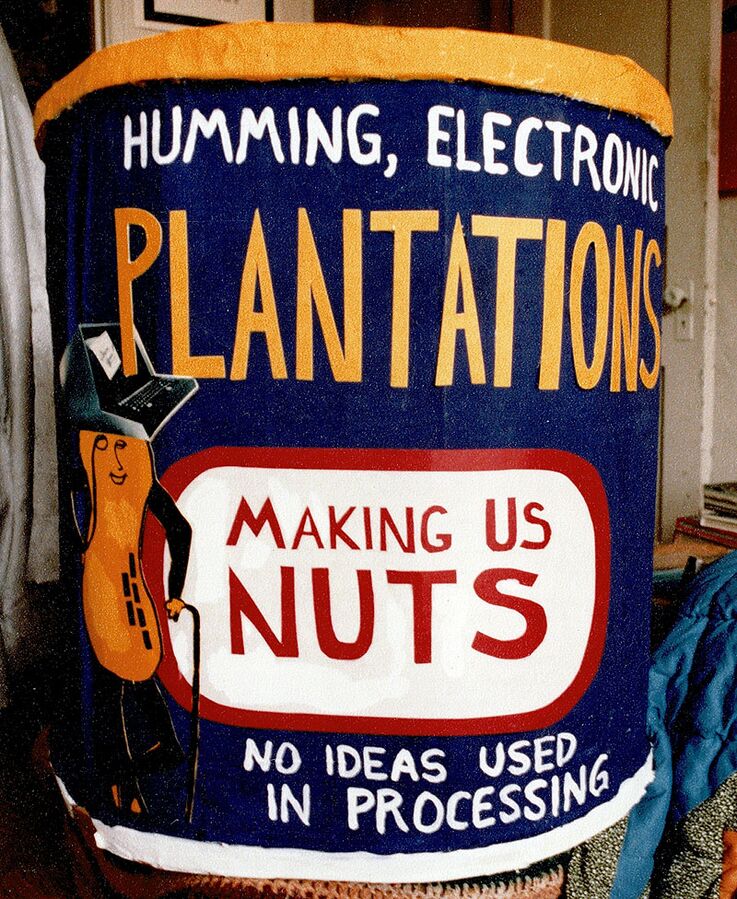 HUMMING, ELECTRONIC
PLANTATIONS
MAKING US
NUTS
NO IDEAS USED
IN PROCESSING